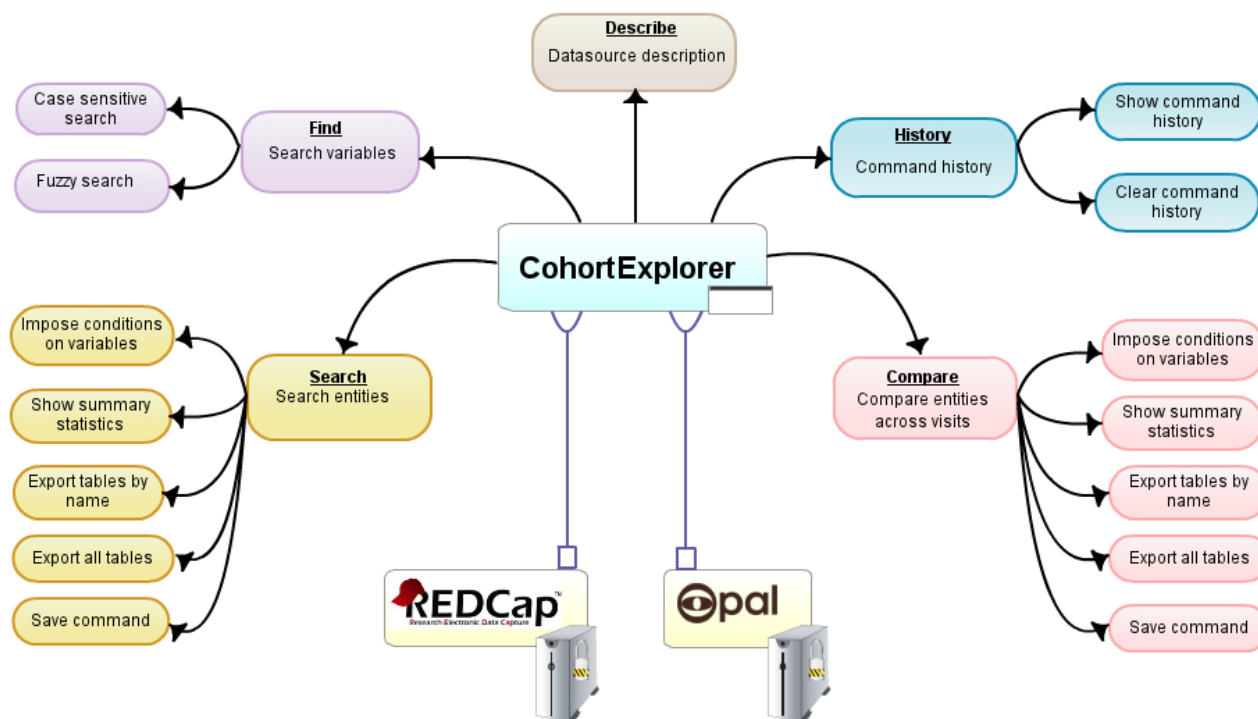 Describe
Datasource description
Case sensitive
search
Fuzzy search
Find
Search variables
History
Command history
Show command
history
Clear command
history
CohortExplorer
Impose conditions
on variables
Show summary
statistics
Export tables by
name
Export all tables
Save command
Search
Search entities
Compare
Compare entities
across visits
Impose conditions
on variables
Show summary
statistics
Export tables by
name
Export all tables
Save command
REDCap™
Research Electronic Data Capture
Opal